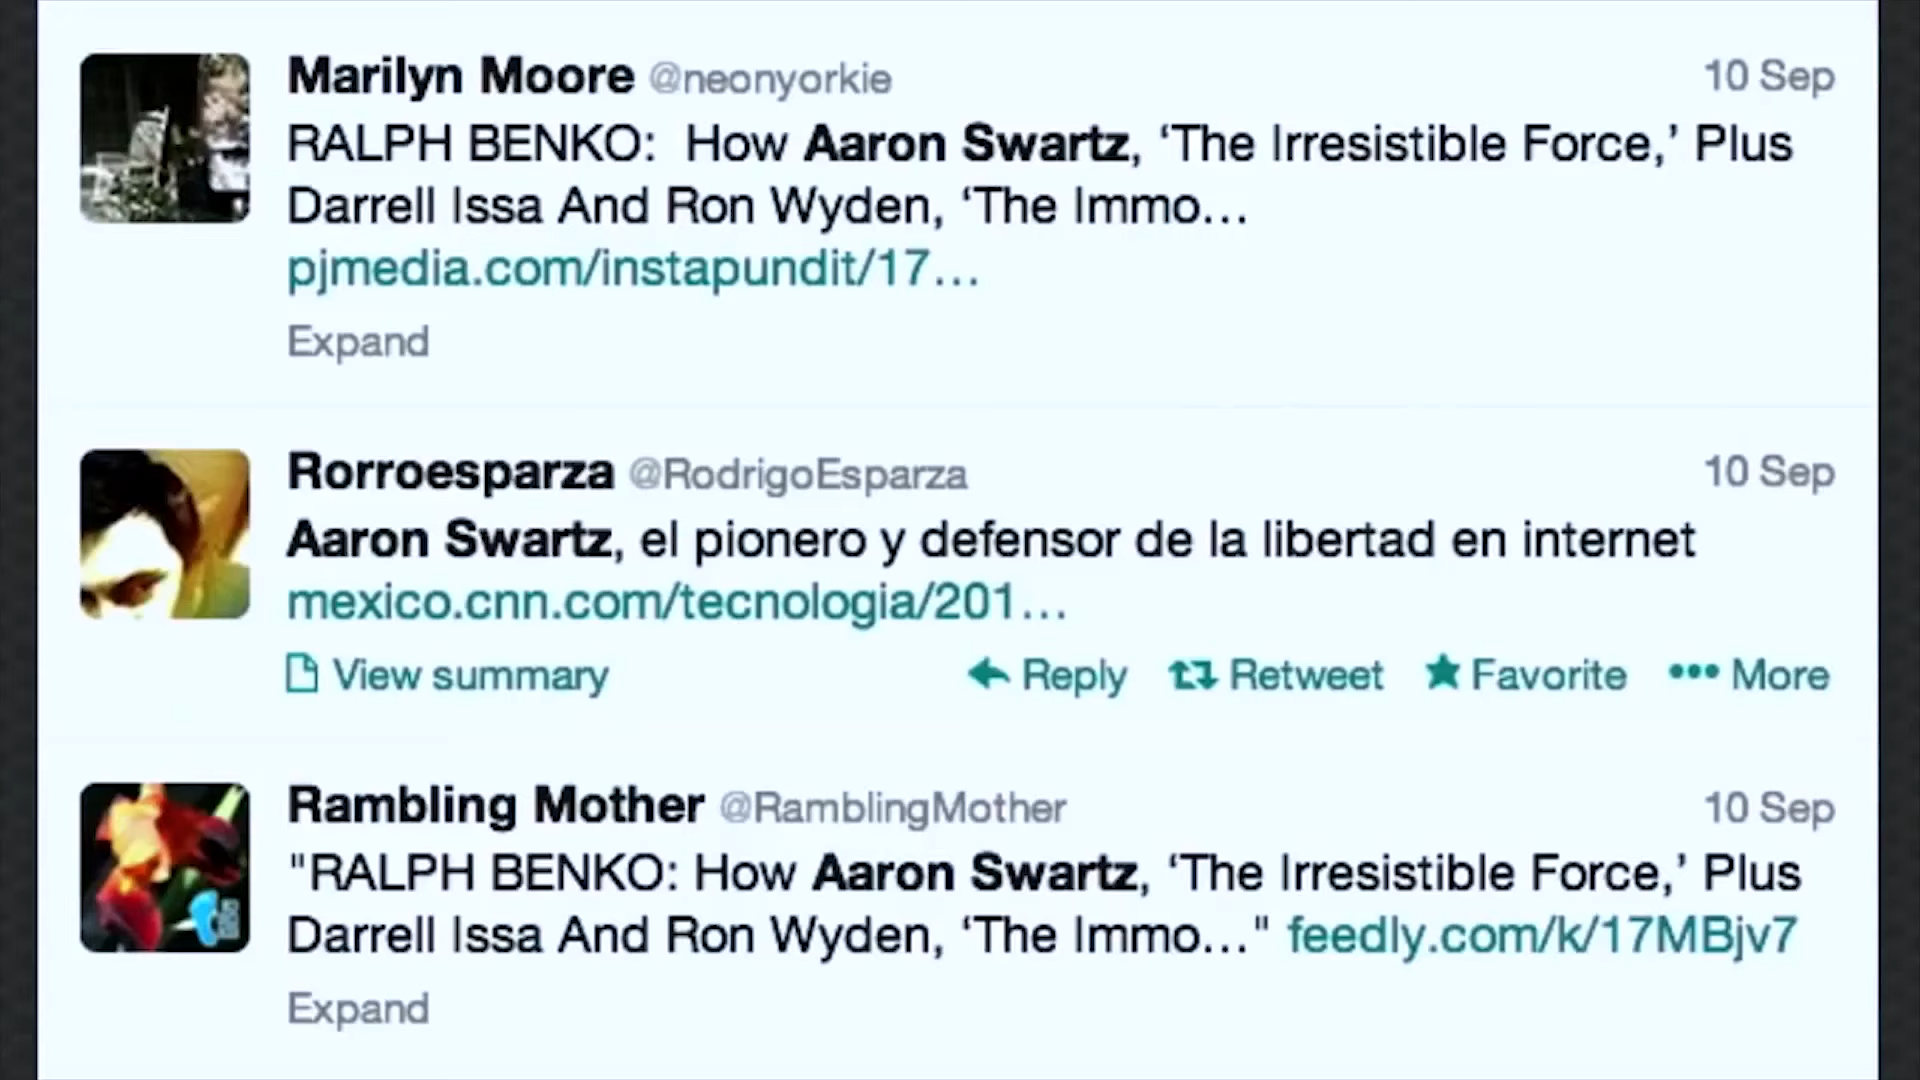 Marilyn Moore @neonyorkie 10 Sep
RALPH BENKO:  How Aaron Swartz, ‘The Irresistible Force,’ Plus
Darrell Issa And Ron Wyden, ‘The Immo…
pjmedia.com/instapundit/17…
Expand
Rorroesparza @RodrigoEsparza 10 Sep
Aaron Swartz, el pionero y defensor de la libertad en internet
mexico.cnn.com/tecnologia/201…
View summary Reply Retweet Favorite More
Rambling Mother @RamblingMother 10 Sep
"RALPH BENKO: How Aaron Swartz, ‘The Irresistible Force,’ Plus
Darrell Issa And Ron Wyden, ‘The Immo…" feedly.com/k/17MBjv7
Expand